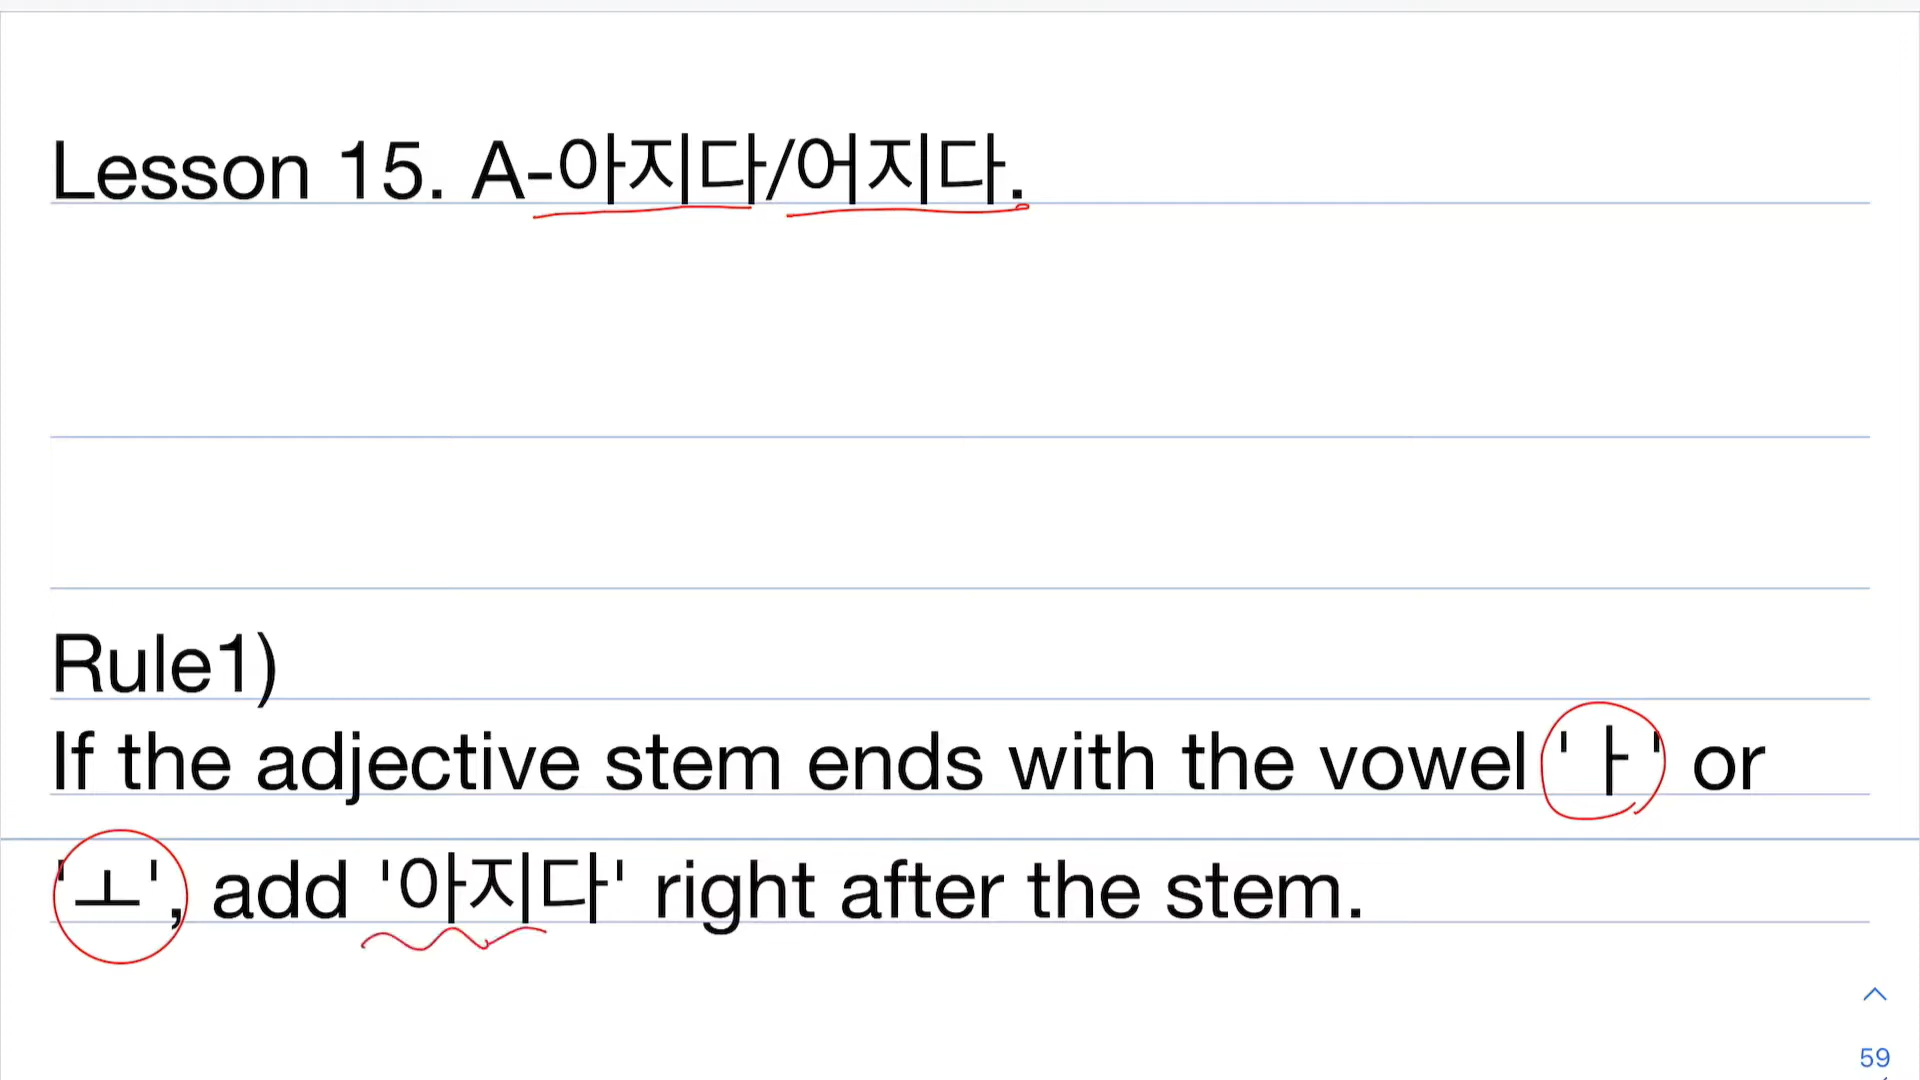 Lesson 15. A-아지다/어지다.
Rule1)
If the adjective stem ends with the vowel 'ㅏ' or
'ㅗ', add '아지다' right after the stem.
59